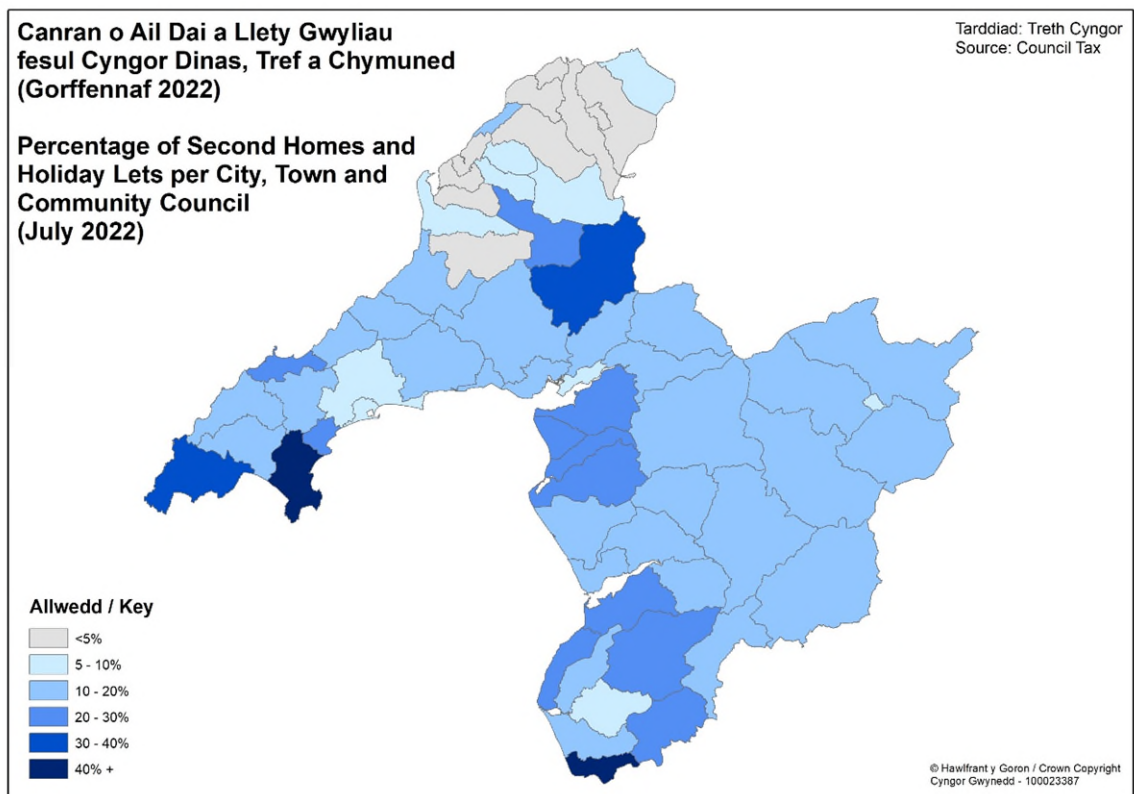 Canran o Ail Dai a Llety Gwyliau
fesul Cyngor Dinas, Tref a Chymuned
(Gorffennaf 2022)
Percentage of Second Homes and
Holiday Lets per City, Town and
Community Council
(July 2022)
Tarddiad: Treth Cyngor
Source: Council Tax
Allwedd / Key
<5%
5 - 10%
10 - 20%
20 - 30%
30 - 40%
40% +
© Hawlfrant y Goron / Crown Copyright
Cyngor Gwynedd - 100023387